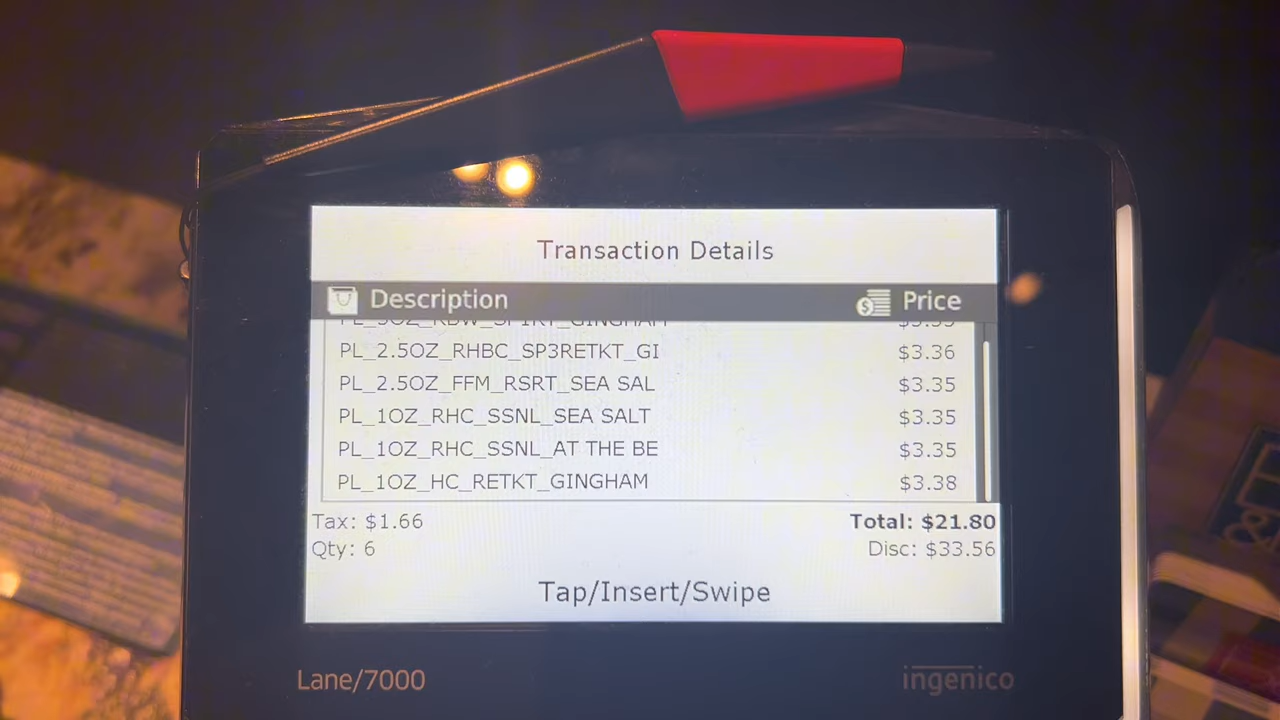 Transaction Details
Description Price
PL_2.5OZ_RHBC_SP3RETKT_GI $3.36
PL_2.5OZ_FFM_RSRT_SEA SAL $3.35
PL_1OZ_RHC_SSNL_SEA SALT $3.35
PL_1OZ_RHC_SSNL_AT THE BE $3.35
PL_1OZ_HC_RETKT_GINGHAM $3.38
Tax: $1.66 Total: $21.80
Qty: 6 Disc: $33.56
Tap/Insert/Swipe
Lane/7000 ingenico